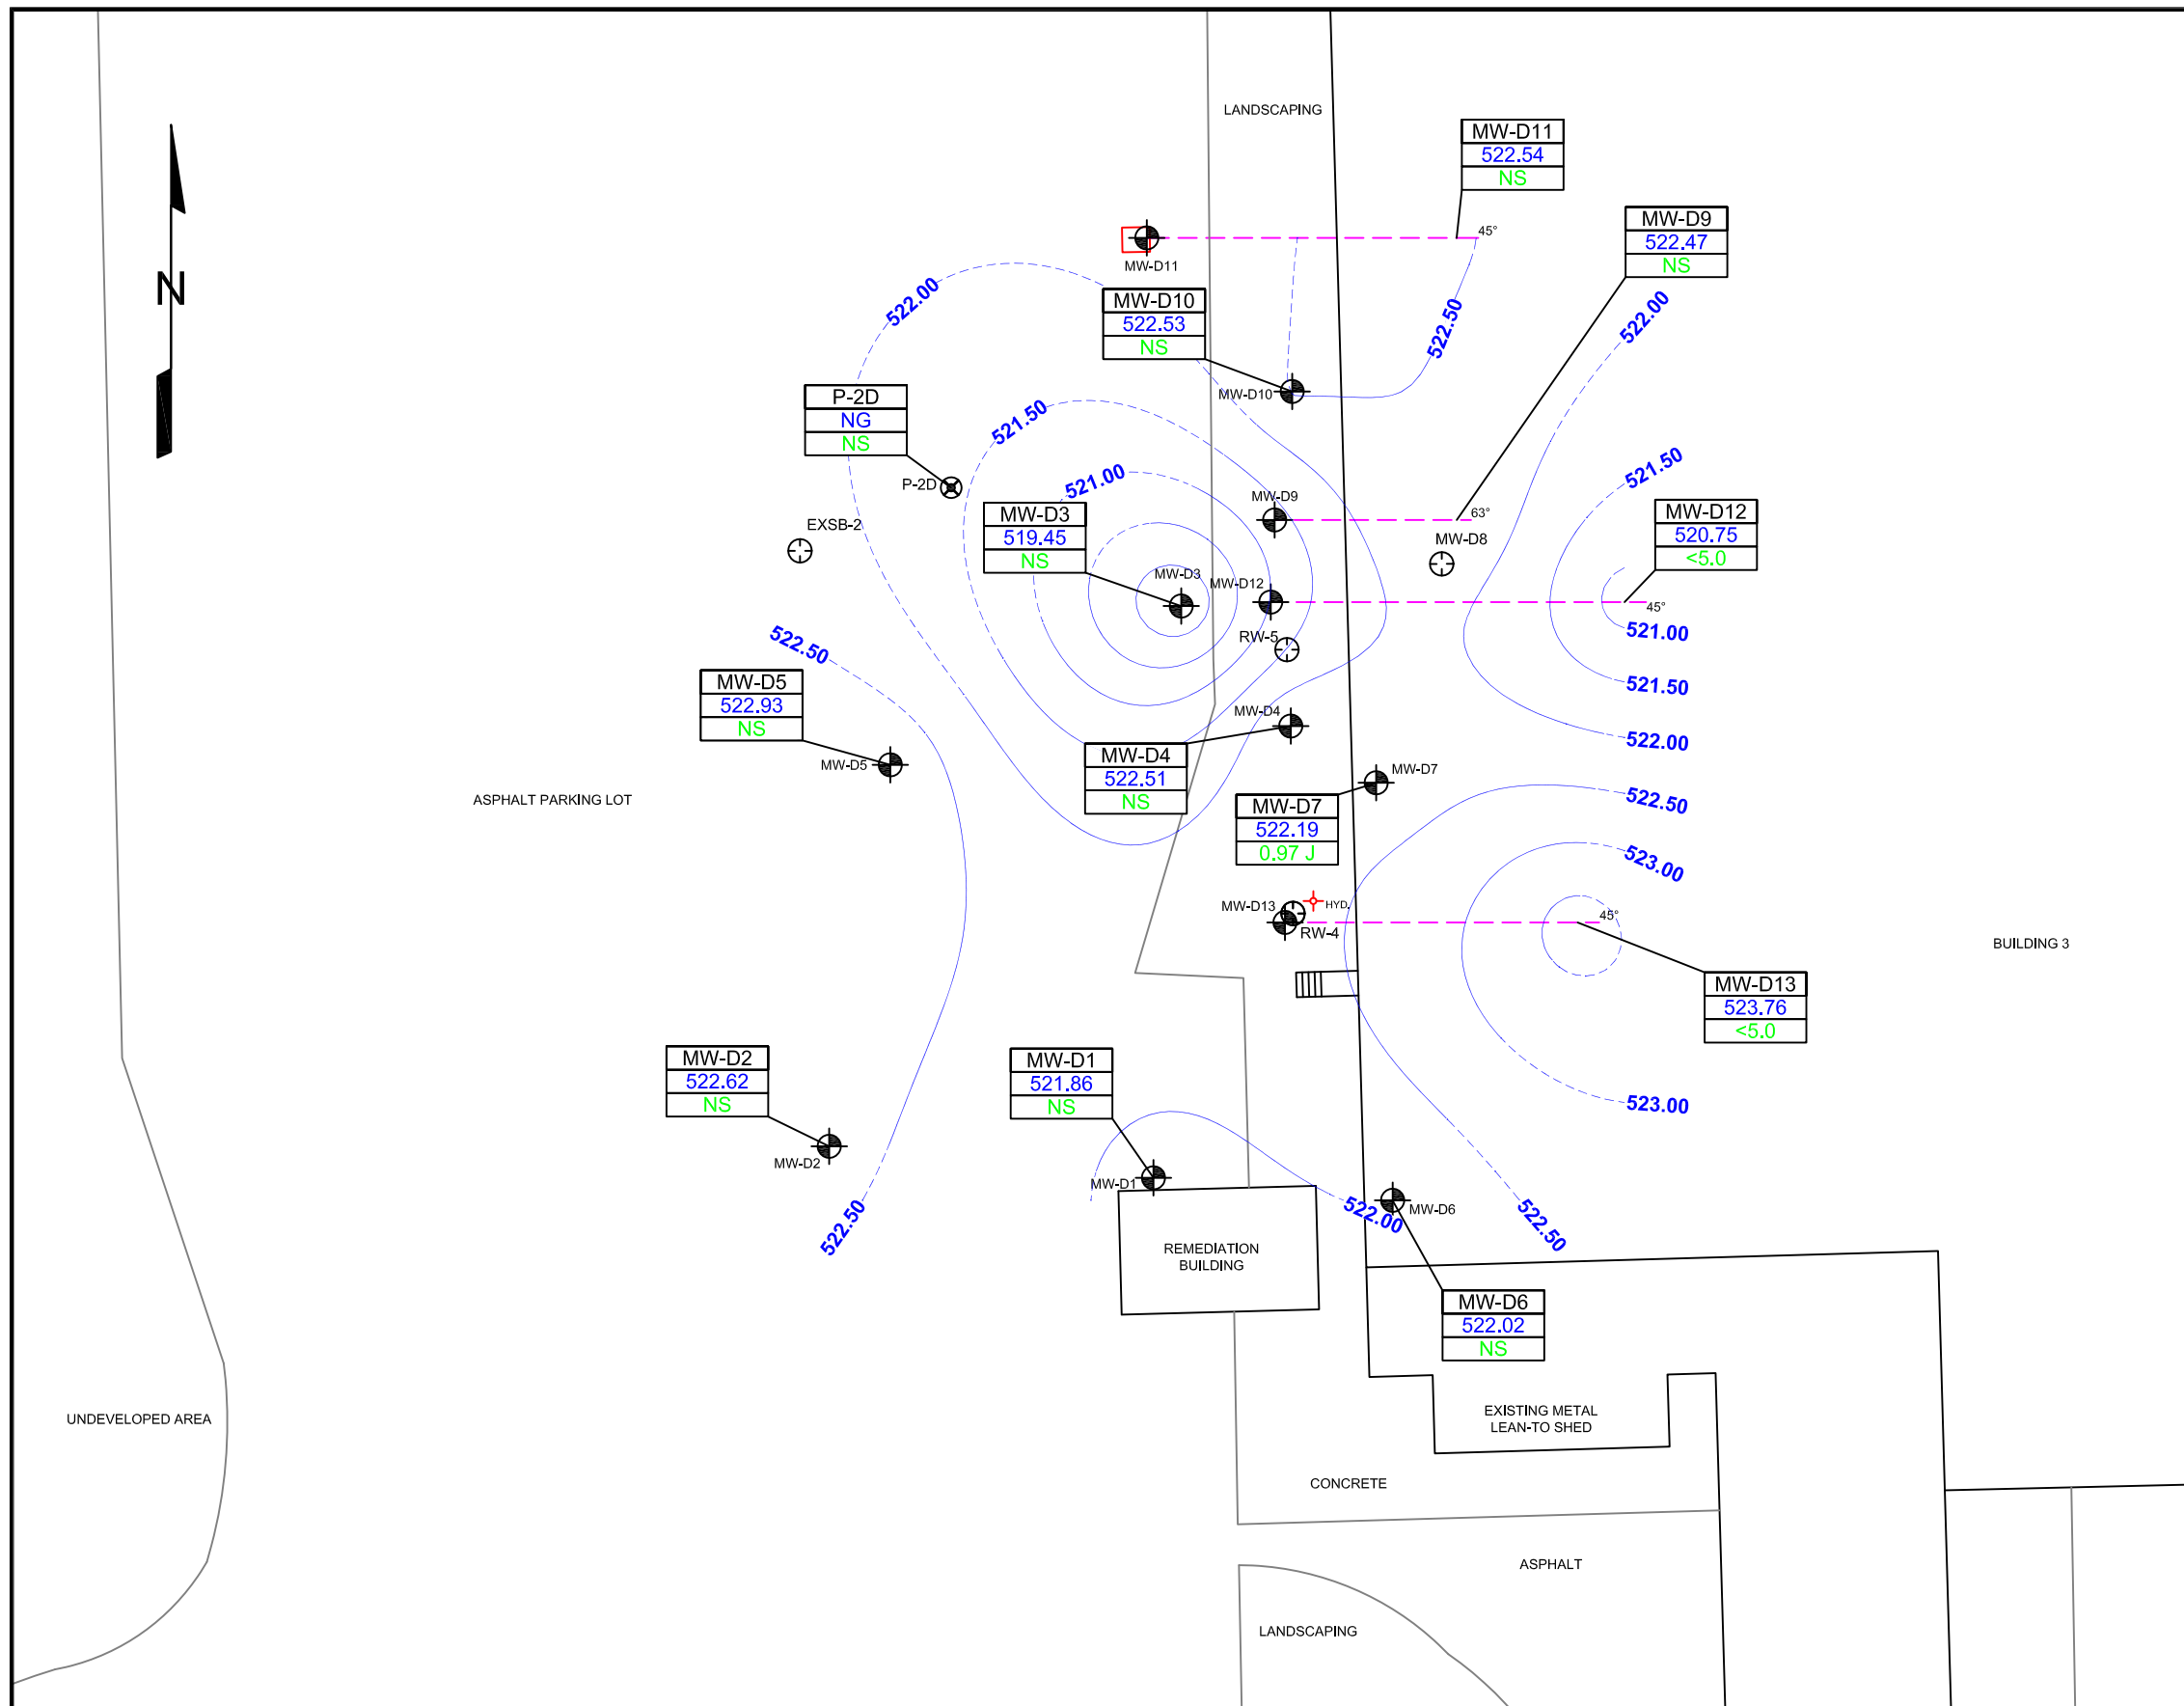 LANDSCAPING
MW-D11
522.54
NS
MW-D9
522.47
NS
45°
MW-D11
N
522.00
MW-D10
522.53
NS
522.50
522.00
P-2D
NG
NS
MW-D10
521.50
521.00
521.50
P-2D
MW-D9
63°
MW-D12
520.75
<5.0
MW-D3
519.45
NS
EXSB-2
MW-D8
MW-D3
MW-D12
45°
521.00
RW-5
522.50
MW-D5
522.93
NS
521.50
MW-D4
522.00
MW-D4
522.51
NS
MW-D5
MW-D7
ASPHALT PARKING LOT
MW-D7
522.19
0.97 J
522.50
523.00
MW-D13
HYD.
RW-4
45°
BUILDING 3
MW-D13
523.76
<5.0
MW-D2
522.62
NS
MW-D1
521.86
NS
523.00
MW-D2
MW-D1
522.50
522.00
MW-D6
522.50
REMEDIATION
BUILDING
MW-D6
522.02
NS
UNDEVELOPED AREA
EXISTING METAL
LEAN-TO SHED
CONCRETE
ASPHALT
LANDSCAPING